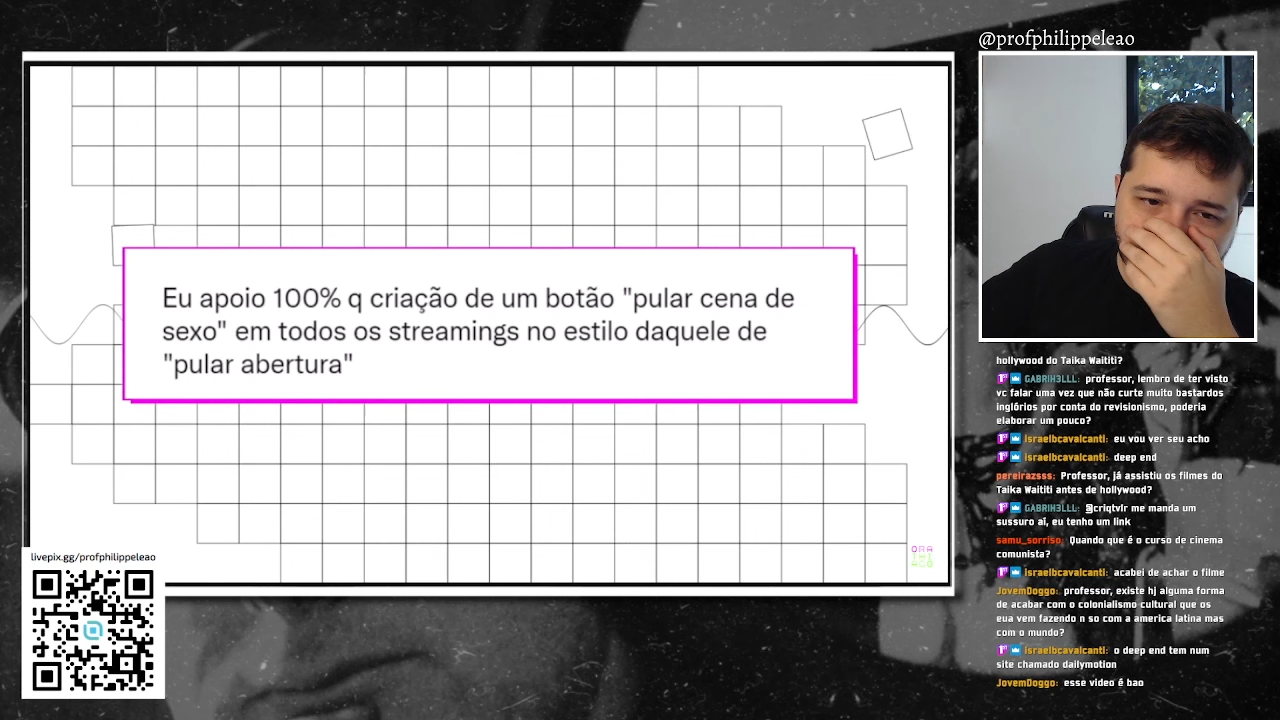 @profphilippeleao
Eu apoio 100% q criação de um botão "pular cena de
sexo" em todos os streamings no estilo daquele de
"pular abertura"
livepix.gg/profphilippeleao
hollywood do Taika Waititi?
GABRIH3LLL: professor, lembro de ter visto
vc falar uma vez que não curte muito bastardos
inglórios por conta do revisionismo, poderia
elaborar um pouco?
israelbcavalcanti: eu vou ver seu acho
israelbcavalcanti: deep end
pereirazsss: Professor, já assistiu os filmes do
Taika Waititi antes de hollywood?
GABRIH3LLL: @criqtvir me manda um
sussuro aí, eu tenho um link
samu_sorriso: Quando que é o curso de cinema
comunista?
israelbcavalcanti: acabei de achar o filme
JovemDoggo: professor, existe hj alguma forma
de acabar com o colonialismo cultural que os
eua vem fazendo n so com a america latina mas
com o mundo?
israelbcavalcanti: o deep end tem num
site chamado dailymotion
JovemDoggo: esse video é bao